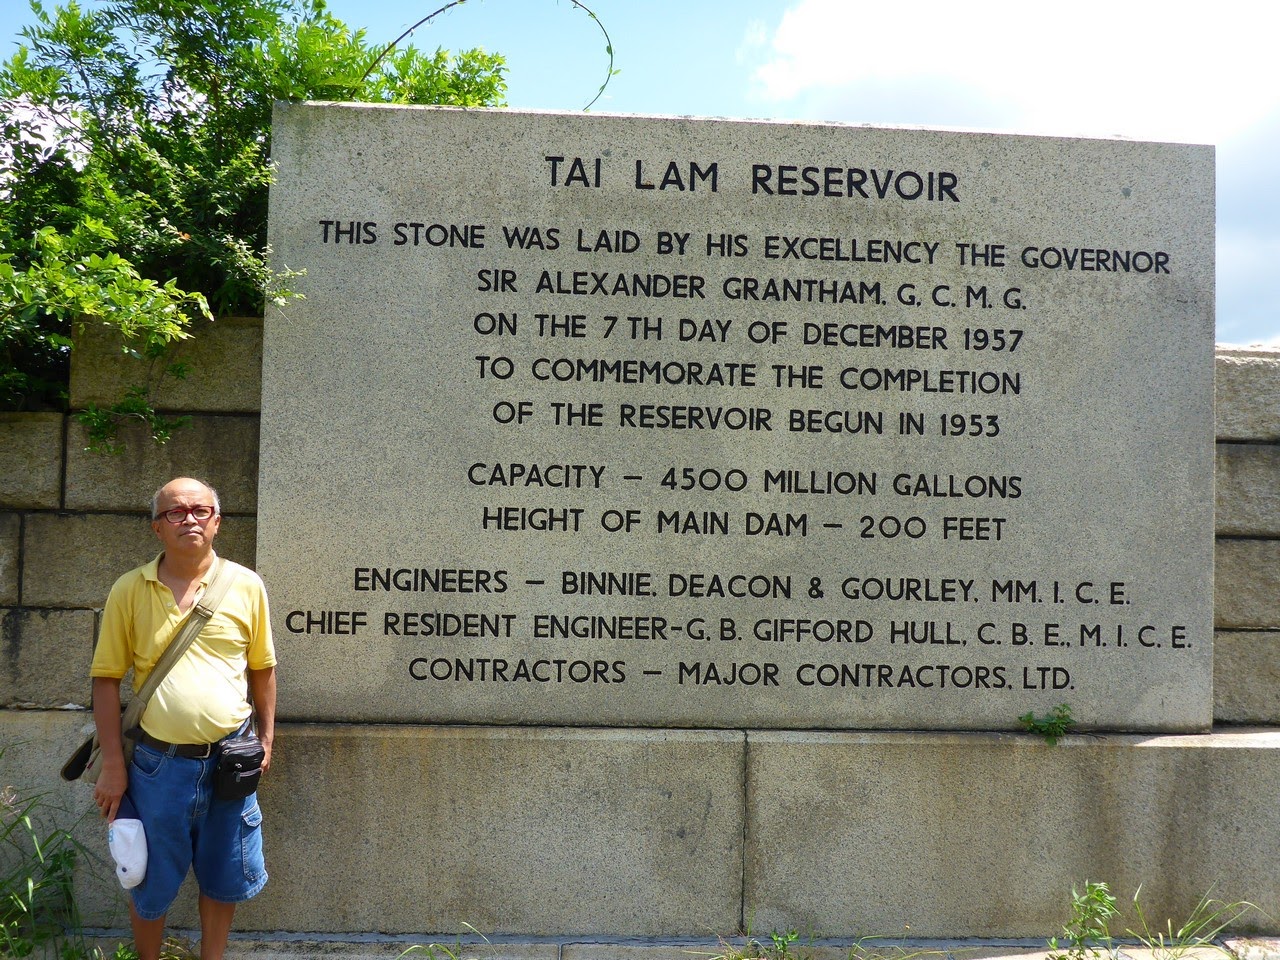 TAI LAM RESERVOIR
THIS STONE WAS LAID BY HIS EXCELLENCY THE GOVERNOR
SIR ALEXANDER GRANTHAM. G. C. M. G.
ON THE 7TH DAY OF DECEMBER 1957
TO COMMEMORATE THE COMPLETION
OF THE RESERVOIR BEGUN IN 1953
CAPACITY – 4500 MILLION GALLONS
HEIGHT OF MAIN DAM – 200 FEET
ENGINEERS – BINNIE. DEACON & GOURLEY. MM. I. C. E.
CHIEF RESIDENT ENGINEER-G. B. GIFFORD HULL. C. B. E., M. I. C. E.
CONTRACTORS – MAJOR CONTRACTORS, LTD.